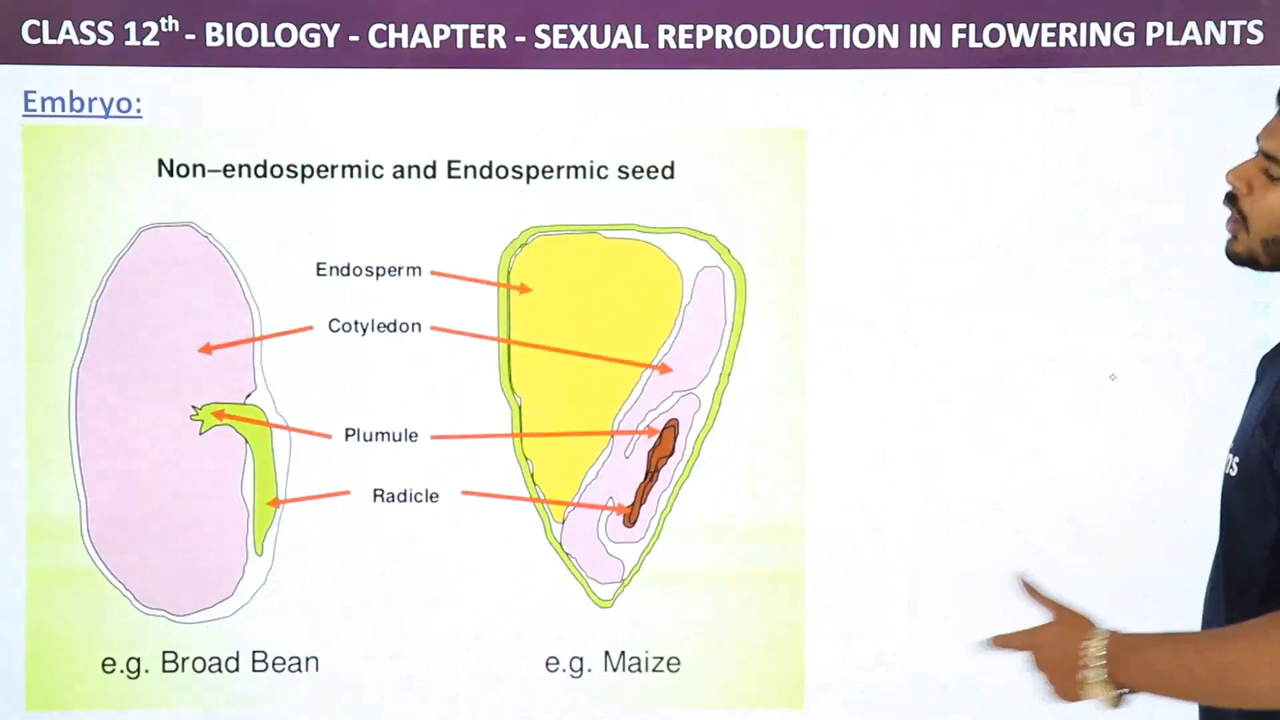 CLASS 12th - BIOLOGY - CHAPTER - SEXUAL REPRODUCTION IN FLOWERING PLANTS
Embryo:
Non–endospermic and Endospermic seed
Endosperm
Cotyledon
Plumule
Radicle
e.g. Broad Bean
e.g. Maize